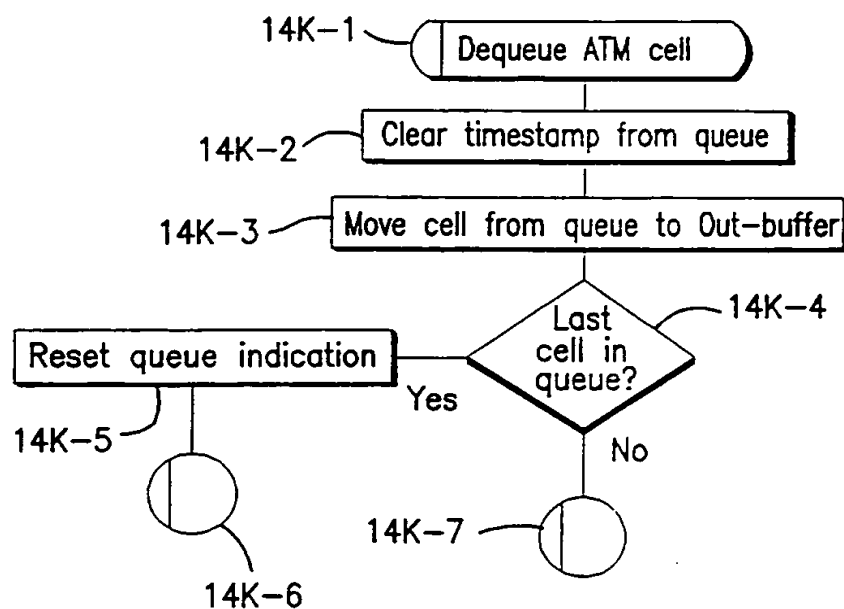 14K-1
Dequeue ATM cell
14K-2
Clear timestamp from queue
14K-3
Move cell from queue to Out-buffer
14K-4
Last
cell in
queue?
Reset queue indication
Yes
14K-5
No
14K-7
14K-6